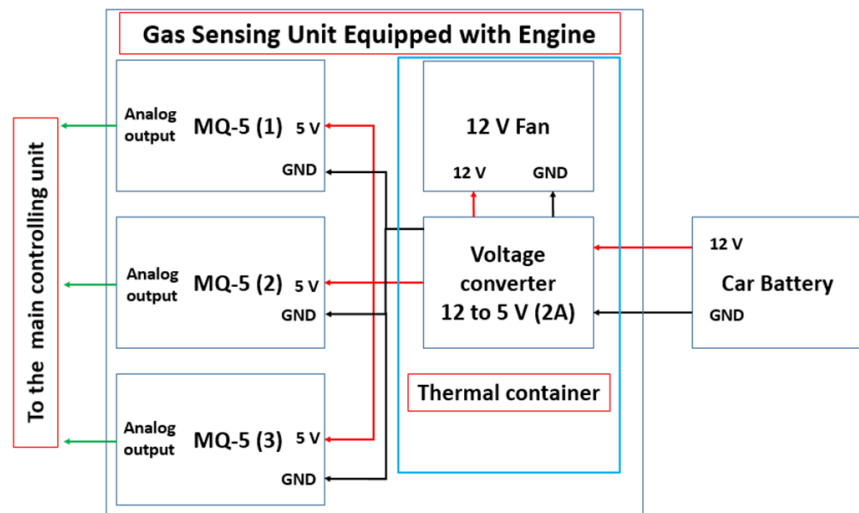 Gas Sensing Unit Equipped with Engine
To the main controlling unit
Analog
output
MQ-5 (1)
5 V
GND
Analog
output
MQ-5 (2)
5 V
GND
Analog
output
MQ-5 (3)
5 V
GND
12 V Fan
12 V
GND
Voltage
converter
12 to 5 V (2A)
Thermal container
12 V
Car Battery
GND